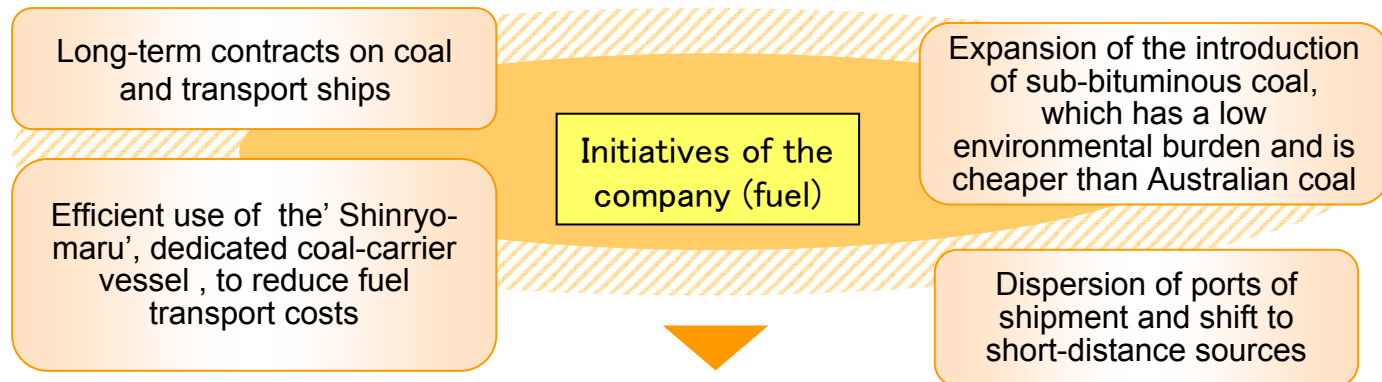 Long-term contracts on coal
and transport ships
Efficient use of the’ Shinryo-
maru’, dedicated coal-carrier
vessel , to reduce fuel
transport costs
Initiatives of the
company (fuel)
Expansion of the introduction
of sub-bituminous coal,
which has a low
environmental burden and is
cheaper than Australian coal
Dispersion of ports of
shipment and shift to
short-distance sources